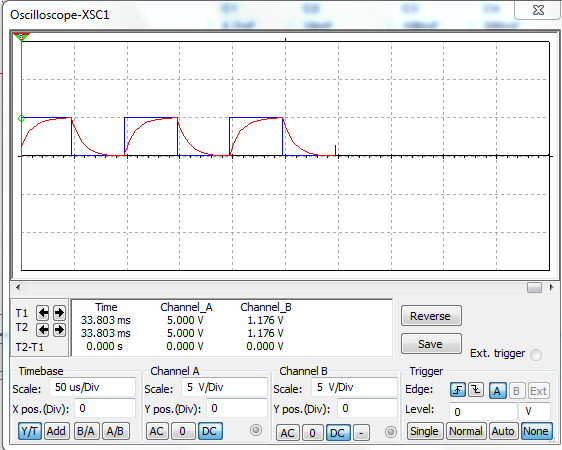 Oscilloscope-XSC1
Time Channel_A Channel_B
T1 33.803 ms 5.000 V 1.176 V
T2 33.803 ms 5.000 V 1.176 V
T2-T1 0.000 s 0.000 V 0.000 V
Reverse
Save
Ext. trigger
Timebase
Scale: 50 us/Div
X pos.(Div): 0
Y/T Add B/A A/B
Channel A
Scale: 5 V/Div
Y pos.(Div): 0
AC 0 DC
Channel B
Scale: 5 V/Div
Y pos.(Div): 0
AC 0 DC -
Trigger
Edge: A B Ext
Level: 0 V
Single Normal Auto None